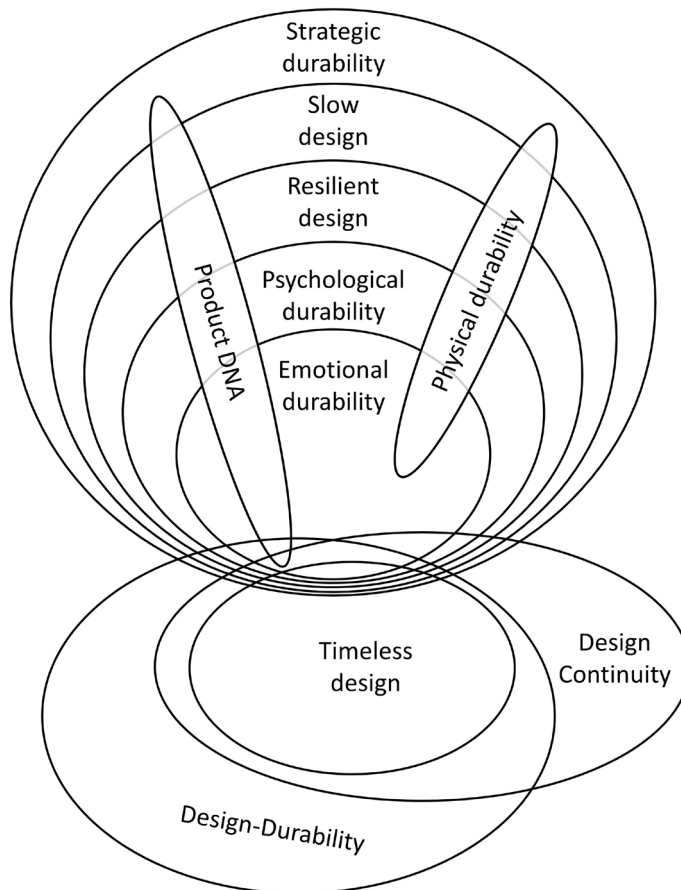 Strategic
durability
Slow
design
Resilient
design
Psychological
durability
Emotional
durability
Product DNA
Physical durability
Timeless
design
Design
Continuity
Design-Durability